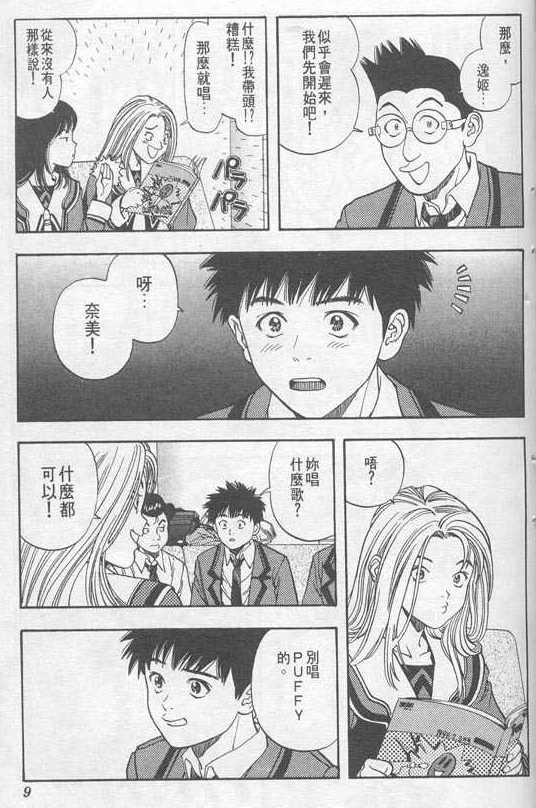 那麼，
逸姬…
似乎會遲來，
我們先開始吧！
什麼!?我帶頭!?
糟糕！
那麼就唱…
從來沒有人
那樣說！
パラ
パラ
呀…
奈美！
唔？
妳唱
什麼歌？
什麼都
可以！
別唱
PUFFY
的。
9